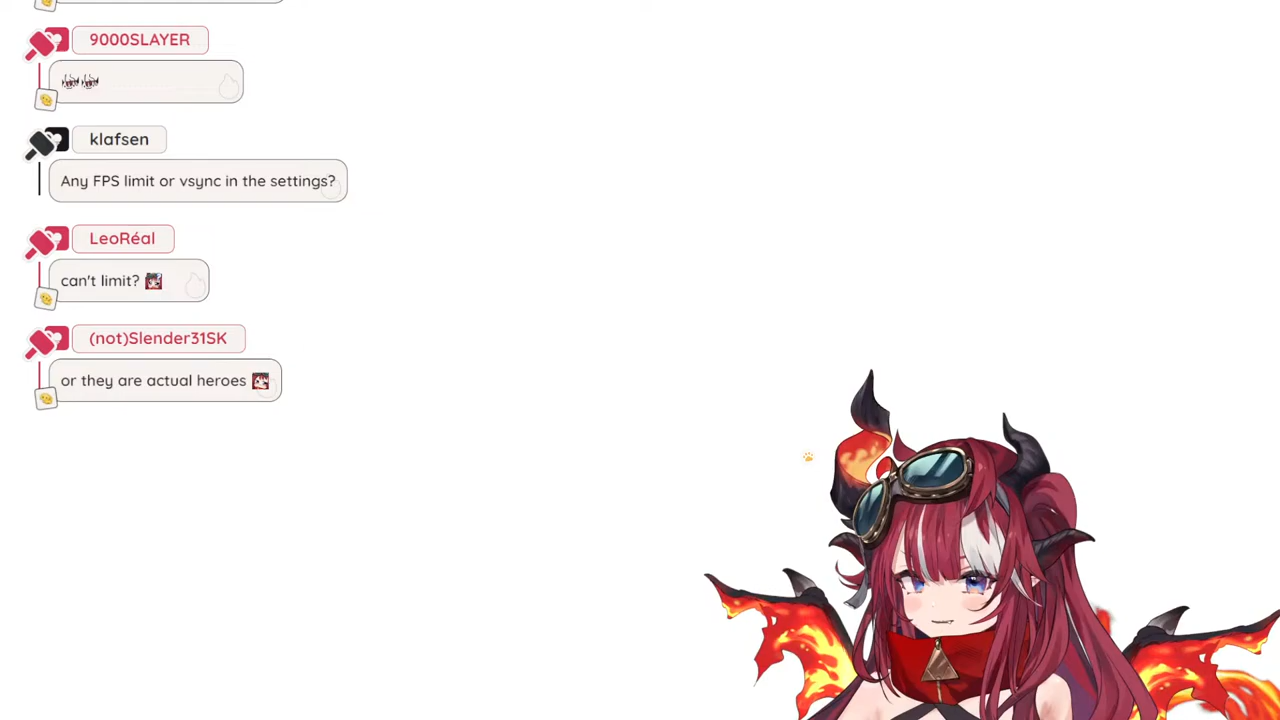 9000SLAYER
klafsen
Any FPS limit or vsync in the settings?
LeoRéal
can't limit?
(not)Slender31SK
or they are actual heroes